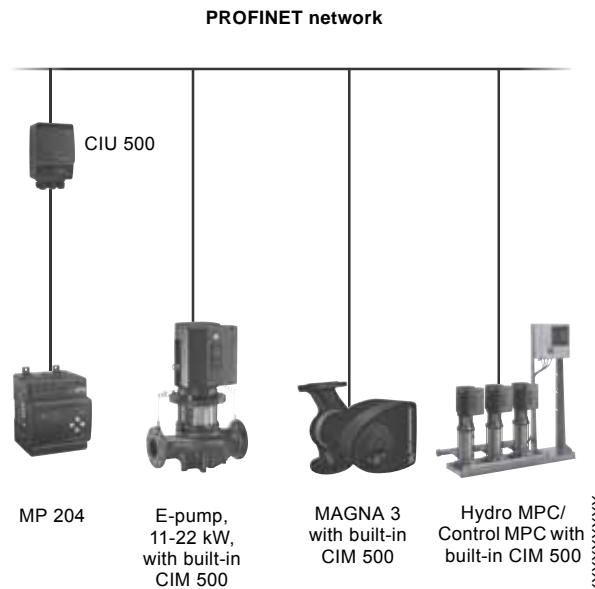 PROFINET network
CIU 500
MP 204
E-pump,
11-22 kW,
with built-in
CIM 500
MAGNA 3
with built-in
CIM 500
Hydro MPC/
Control MPC with
built-in CIM 500